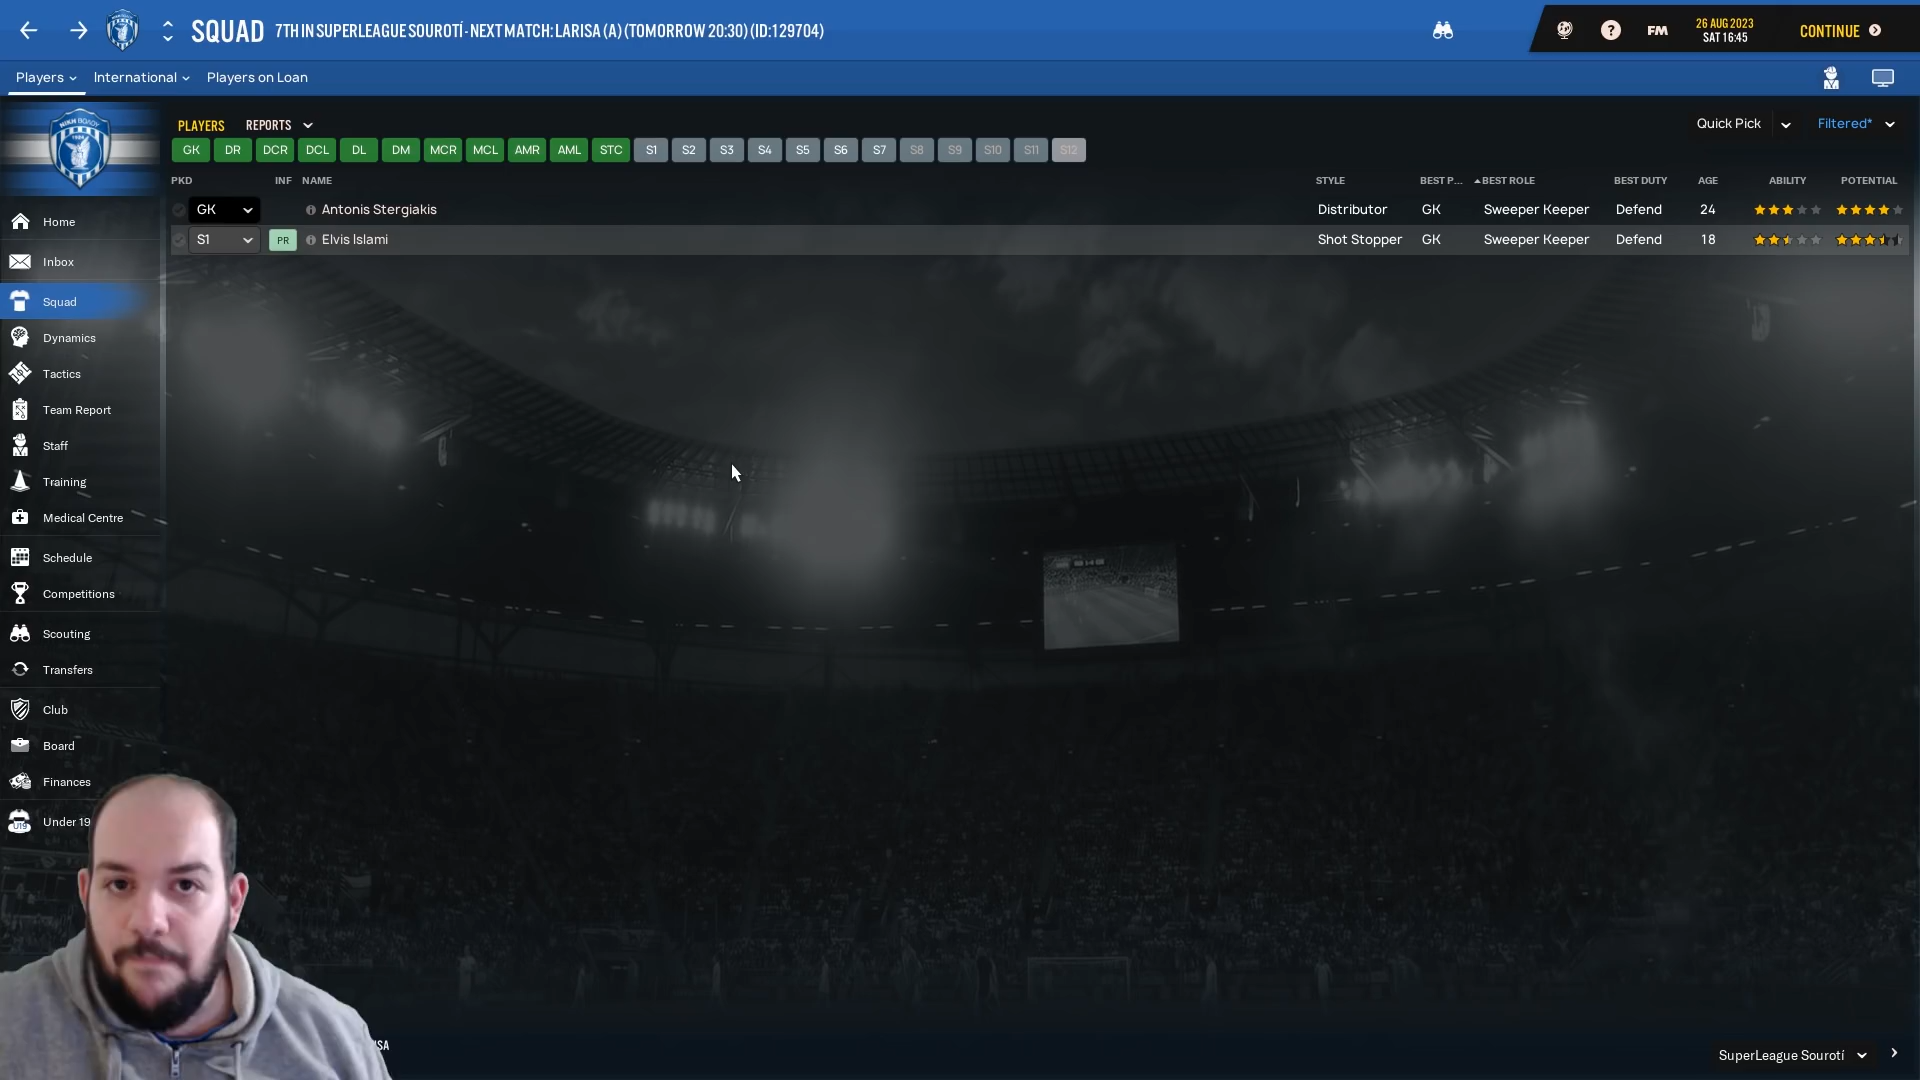 SQUAD 7TH IN SUPERLEAGUE SOUROTÍ - NEXT MATCH: LARISA (A) (TOMORROW 20:30) (ID:129704)
FM
26 AUG 2023
SAT 16:45
CONTINUE
Players International Players on Loan
ΝΙΚΗ ΒΟΛΟΥ
PLAYERS REPORTS
Quick Pick Filtered*
GK DR DCR DCL DL DM MCR MCL AMR AML STC S1 S2 S3 S4 S5 S6 S7 S8 S9 S10 S11 S12
PKD INF NAME STYLE BEST P... BEST ROLE BEST DUTY AGE ABILITY POTENTIAL
GK Antonis Stergiakis Distributor GK Sweeper Keeper Defend 24
S1 PR Elvis Islami Shot Stopper GK Sweeper Keeper Defend 18
Home
Inbox
Squad
Dynamics
Tactics
Team Report
Staff
Training
Medical Centre
Schedule
Competitions
Scouting
Transfers
Club
Board
Finances
U19 Under 19
SuperLeague Sourotí